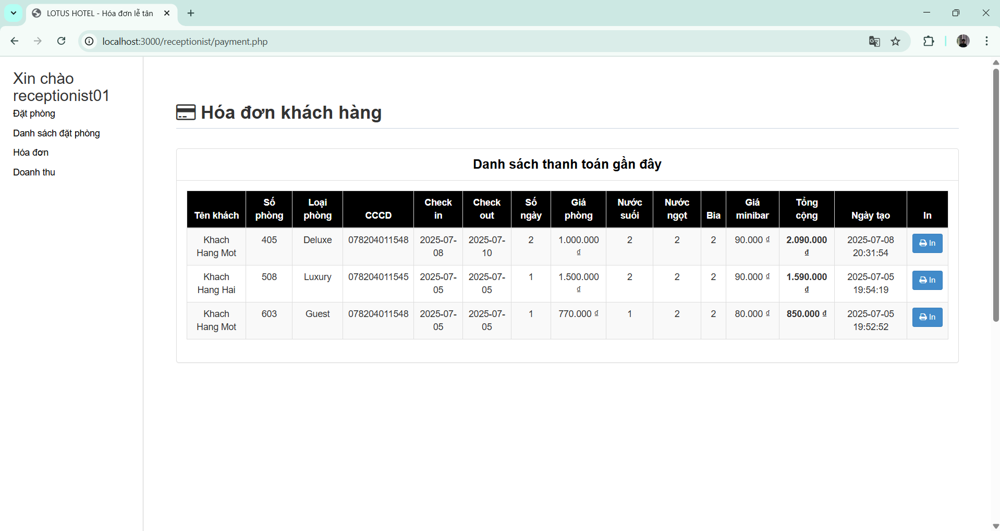 LOTUS HOTEL - Hóa đơn lễ tân
localhost:3000/receptionist/payment.php
Xin chào
receptionist01
Đặt phòng
Danh sách đặt phòng
Hóa đơn
Doanh thu
Hóa đơn khách hàng
Danh sách thanh toán gần đây
Tên khách Số phòng Loại phòng CCCD Check in Check out Số ngày Giá phòng Nước suối Nước ngọt Bia Giá minibar Tổng cộng Ngày tạo In
Khach Hang Mot 405 Deluxe 078204011548 2025-07-08 2025-07-10 2 1.000.000 ₫ 2 2 2 90.000 ₫ 2.090.000 ₫ 2025-07-08 20:31:54 In
Khach Hang Hai 508 Luxury 078204011545 2025-07-05 2025-07-05 1 1.500.000 ₫ 2 2 2 90.000 ₫ 1.590.000 ₫ 2025-07-05 19:54:19 In
Khach Hang Mot 603 Guest 078204011548 2025-07-05 2025-07-05 1 770.000 ₫ 1 2 2 80.000 ₫ 850.000 ₫ 2025-07-05 19:52:52 In